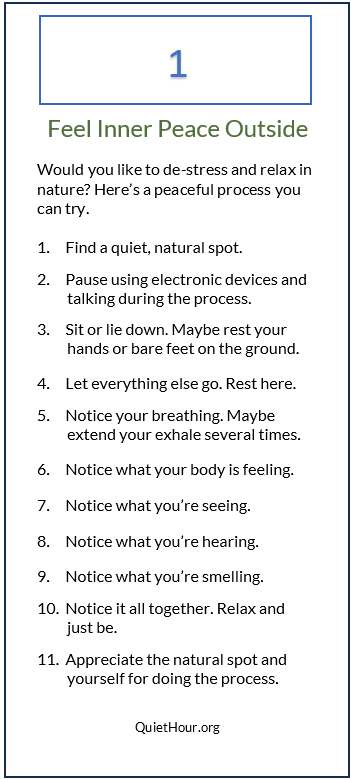 1
Feel Inner Peace Outside
Would you like to de-stress and relax in
nature? Here's a peaceful process you
can try.
1. Find a quiet, natural spot.
2. Pause using electronic devices and
talking during the process.
3. Sit or lie down. Maybe rest your
hands or bare feet on the ground.
4. Let everything else go. Rest here.
5. Notice your breathing. Maybe
extend your exhale several times.
6. Notice what your body is feeling.
7. Notice what you're seeing.
8. Notice what you're hearing.
9. Notice what you're smelling.
10. Notice it all together. Relax and
just be.
11. Appreciate the natural spot and
yourself for doing the process.
QuietHour.org